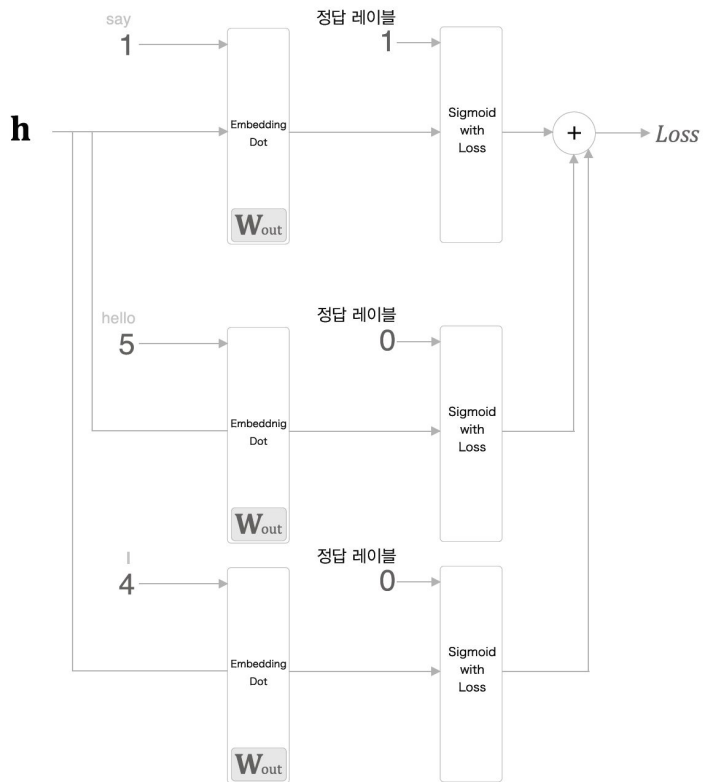 say
1
정답 레이블
1
h
Embedding
Dot
Sigmoid
with
Loss
+
Loss
Wout
hello
5
정답 레이블
0
Embeddnig
Dot
Sigmoid
with
Loss
Wout
I
4
정답 레이블
0
Embedding
Dot
Sigmoid
with
Loss
Wout